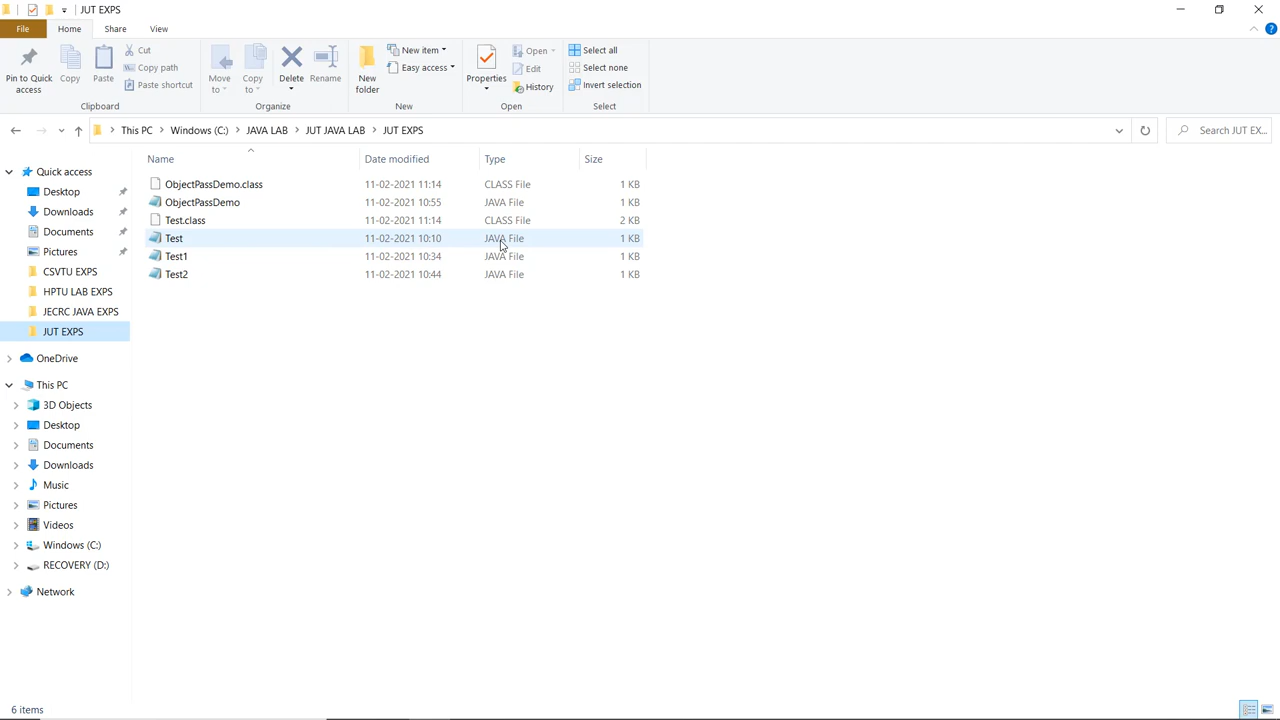 JUT EXPS
File Home Share View
Pin to Quick access
Copy
Paste
Cut
Copy path
Paste shortcut
Clipboard
Move to
Copy to
Delete
Rename
Organize
New folder
New item
Easy access
New
Properties
Open
Edit
History
Open
Select all
Select none
Invert selection
Select
This PC Windows (C:) JAVA LAB JUT JAVA LAB JUT EXPS
Search JUT EX...
Name Date modified Type Size
ObjectPassDemo.class 11-02-2021 11:14 CLASS File 1 KB
ObjectPassDemo 11-02-2021 10:55 JAVA File 1 KB
Test.class 11-02-2021 11:14 CLASS File 2 KB
Test 11-02-2021 10:10 JAVA File 1 KB
Test1 11-02-2021 10:34 JAVA File 1 KB
Test2 11-02-2021 10:44 JAVA File 1 KB
Quick access
Desktop
Downloads
Documents
Pictures
CSVTU EXPS
HPTU LAB EXPS
JECRC JAVA EXPS
JUT EXPS
OneDrive
This PC
3D Objects
Desktop
Documents
Downloads
Music
Pictures
Videos
Windows (C:)
RECOVERY (D:)
Network
6 items